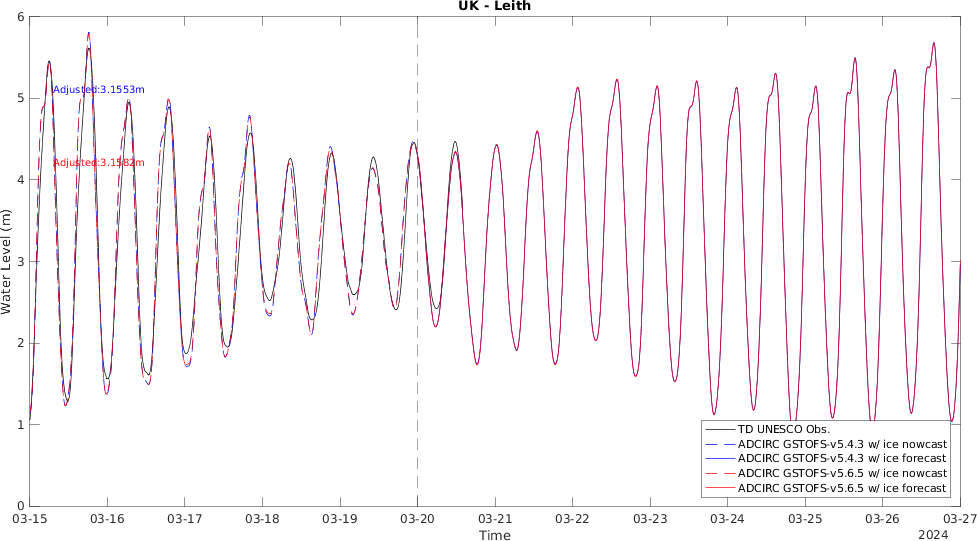 UK - Leith
6
5
4
3
2
1
0
Water Level (m)
Adjusted:3.1553m
Adjusted:3.1582m
TD UNESCO Obs.
ADCIRC GSTOFS-v5.4.3 w/ ice nowcast
ADCIRC GSTOFS-v5.4.3 w/ ice forecast
ADCIRC GSTOFS-v5.6.5 w/ ice nowcast
ADCIRC GSTOFS-v5.6.5 w/ ice forecast
03-15 03-16 03-17 03-18 03-19 03-20 03-21 03-22 03-23 03-24 03-25 03-26 03-27
Time
2024